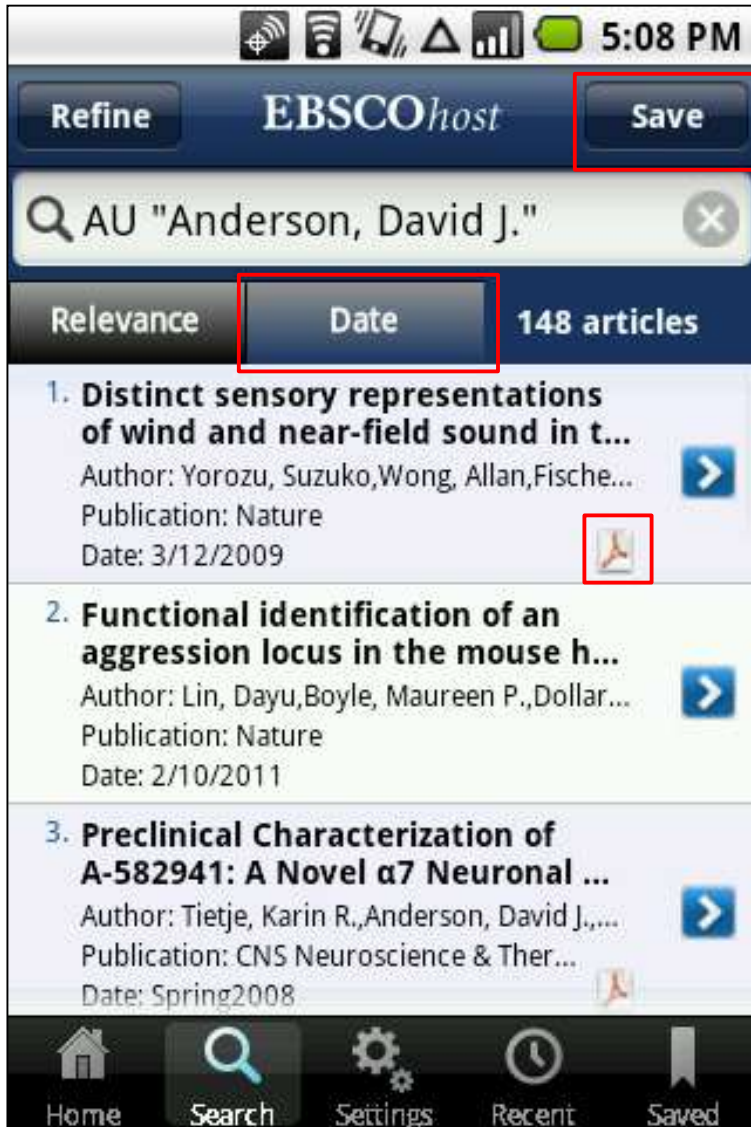 5:08 PM
Refine EBSCOhost Save
AU "Anderson, David J."
Relevance Date 148 articles
1. Distinct sensory representations
of wind and near-field sound in t...
Author: Yorozu, Suzuko,Wong, Allan,Fische...
Publication: Nature
Date: 3/12/2009
2. Functional identification of an
aggression locus in the mouse h...
Author: Lin, Dayu,Boyle, Maureen P.,Dollar...
Publication: Nature
Date: 2/10/2011
3. Preclinical Characterization of
A-582941: A Novel α7 Neuronal ...
Author: Tietje, Karin R.,Anderson, David J.,...
Publication: CNS Neuroscience & Ther...
Date: Spring2008
Home Search Settings Recent Saved